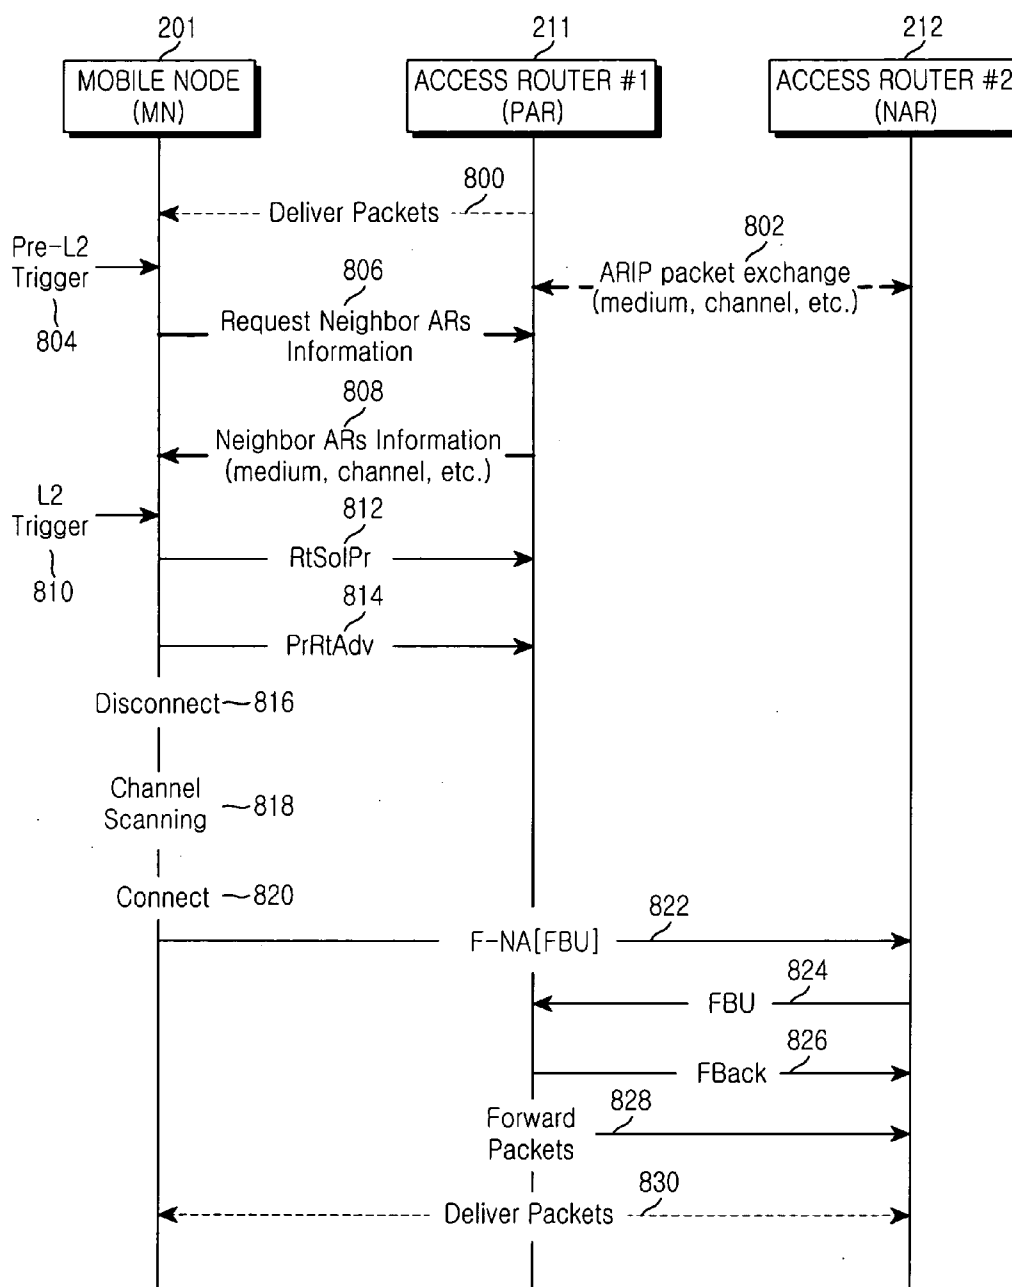 201
211
212
MOBILE NODE
(MN)
ACCESS ROUTER #1
(PAR)
ACCESS ROUTER #2
(NAR)
800
Deliver Packets
802
ARIP packet exchange
(medium, channel, etc.)
Pre-L2
Trigger
804
806
Request Neighbor ARs
Information
808
Neighbor ARs Information
(medium, channel, etc.)
L2
Trigger
810
812
RtSolPr
814
PrRtAdv
Disconnect
816
Channel
Scanning
818
Connect
820
822
F-NA[FBU]
824
FBU
826
FBack
Forward
Packets
828
830
Deliver Packets